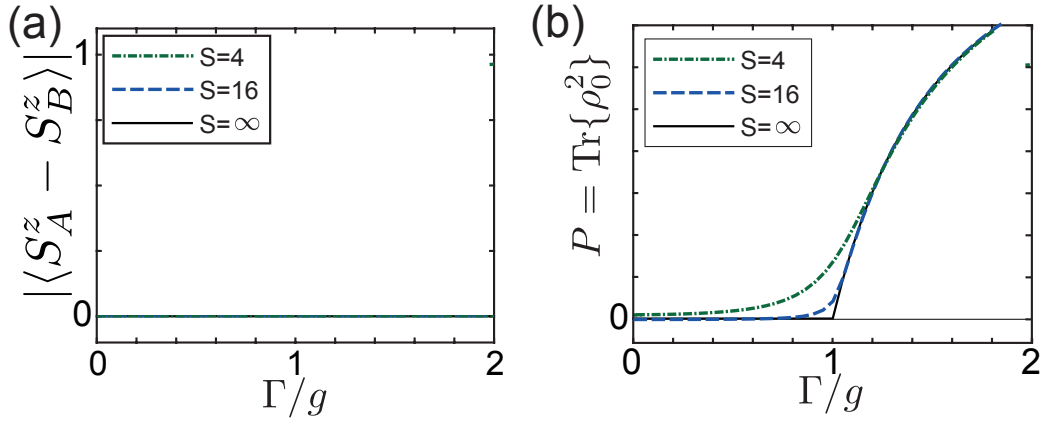 (a)
|⟨S_A^z − S_B^z⟩|
1
0
S=4
S=16
S=∞
0
1
2
Γ/g
(b)
P = Tr{ρ_0^2}
0
S=4
S=16
S=∞
0
1
2
Γ/g